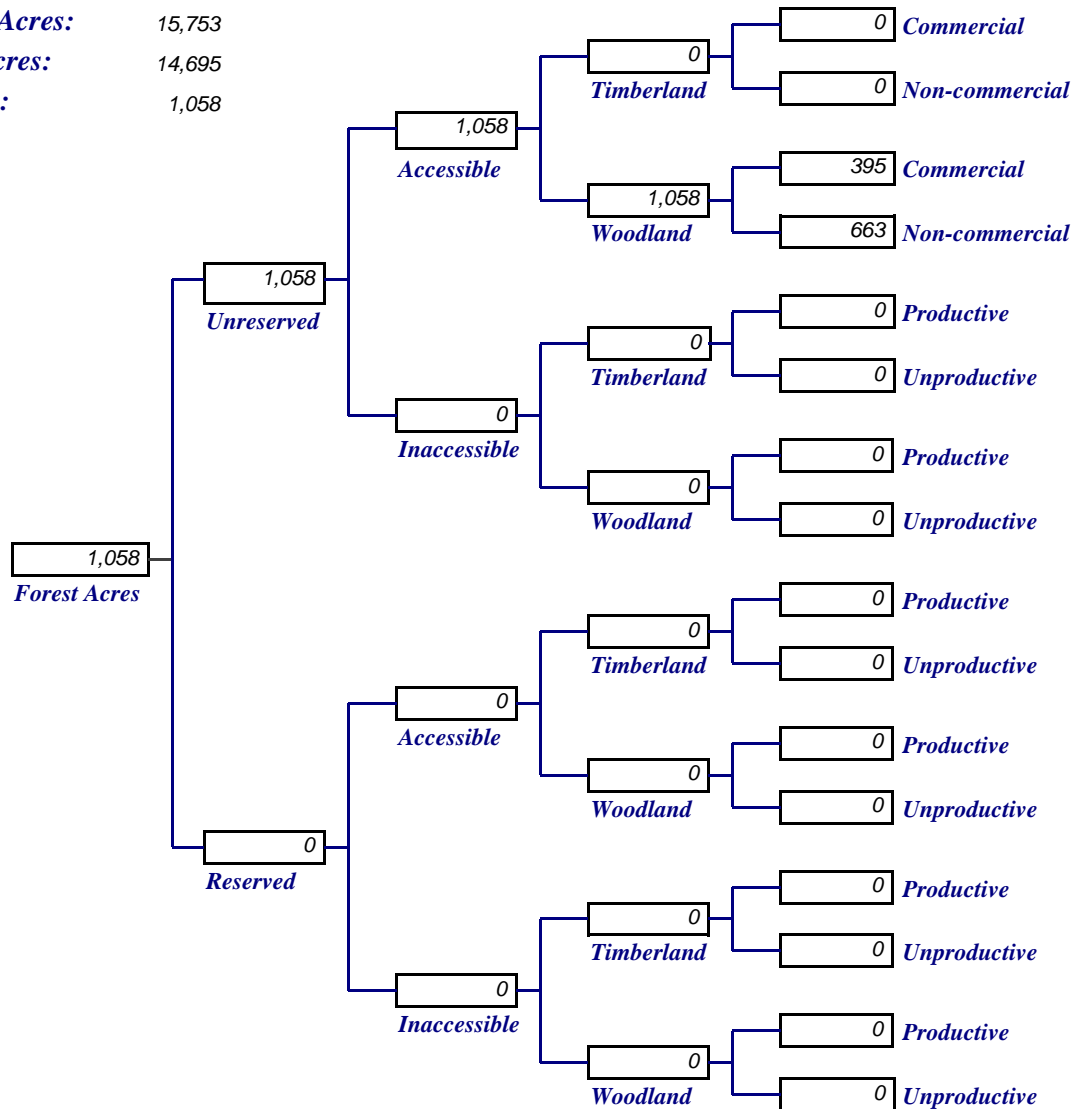 Acres: 15,753
cres: 14,695
: 1,058
0 Commercial
0
Timberland
0 Non-commercial
1,058
Accessible
395 Commercial
1,058
Woodland
663 Non-commercial
1,058
Unreserved
0 Productive
0
Timberland
0 Unproductive
0
Inaccessible
0 Productive
0
Woodland
0 Unproductive
1,058
Forest Acres
0 Productive
0
Timberland
0 Unproductive
0
Accessible
0 Productive
0
Woodland
0 Unproductive
0
Reserved
0 Productive
0
Timberland
0 Unproductive
0
Inaccessible
0 Productive
0
Woodland
0 Unproductive